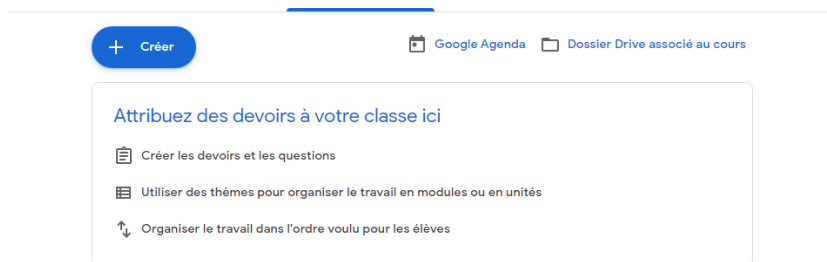 Créer
Google Agenda
Dossier Drive associé au cours
Attribuez des devoirs à votre classe ici
Créer les devoirs et les questions
Utiliser des thèmes pour organiser le travail en modules ou en unités
Organiser le travail dans l'ordre voulu pour les élèves